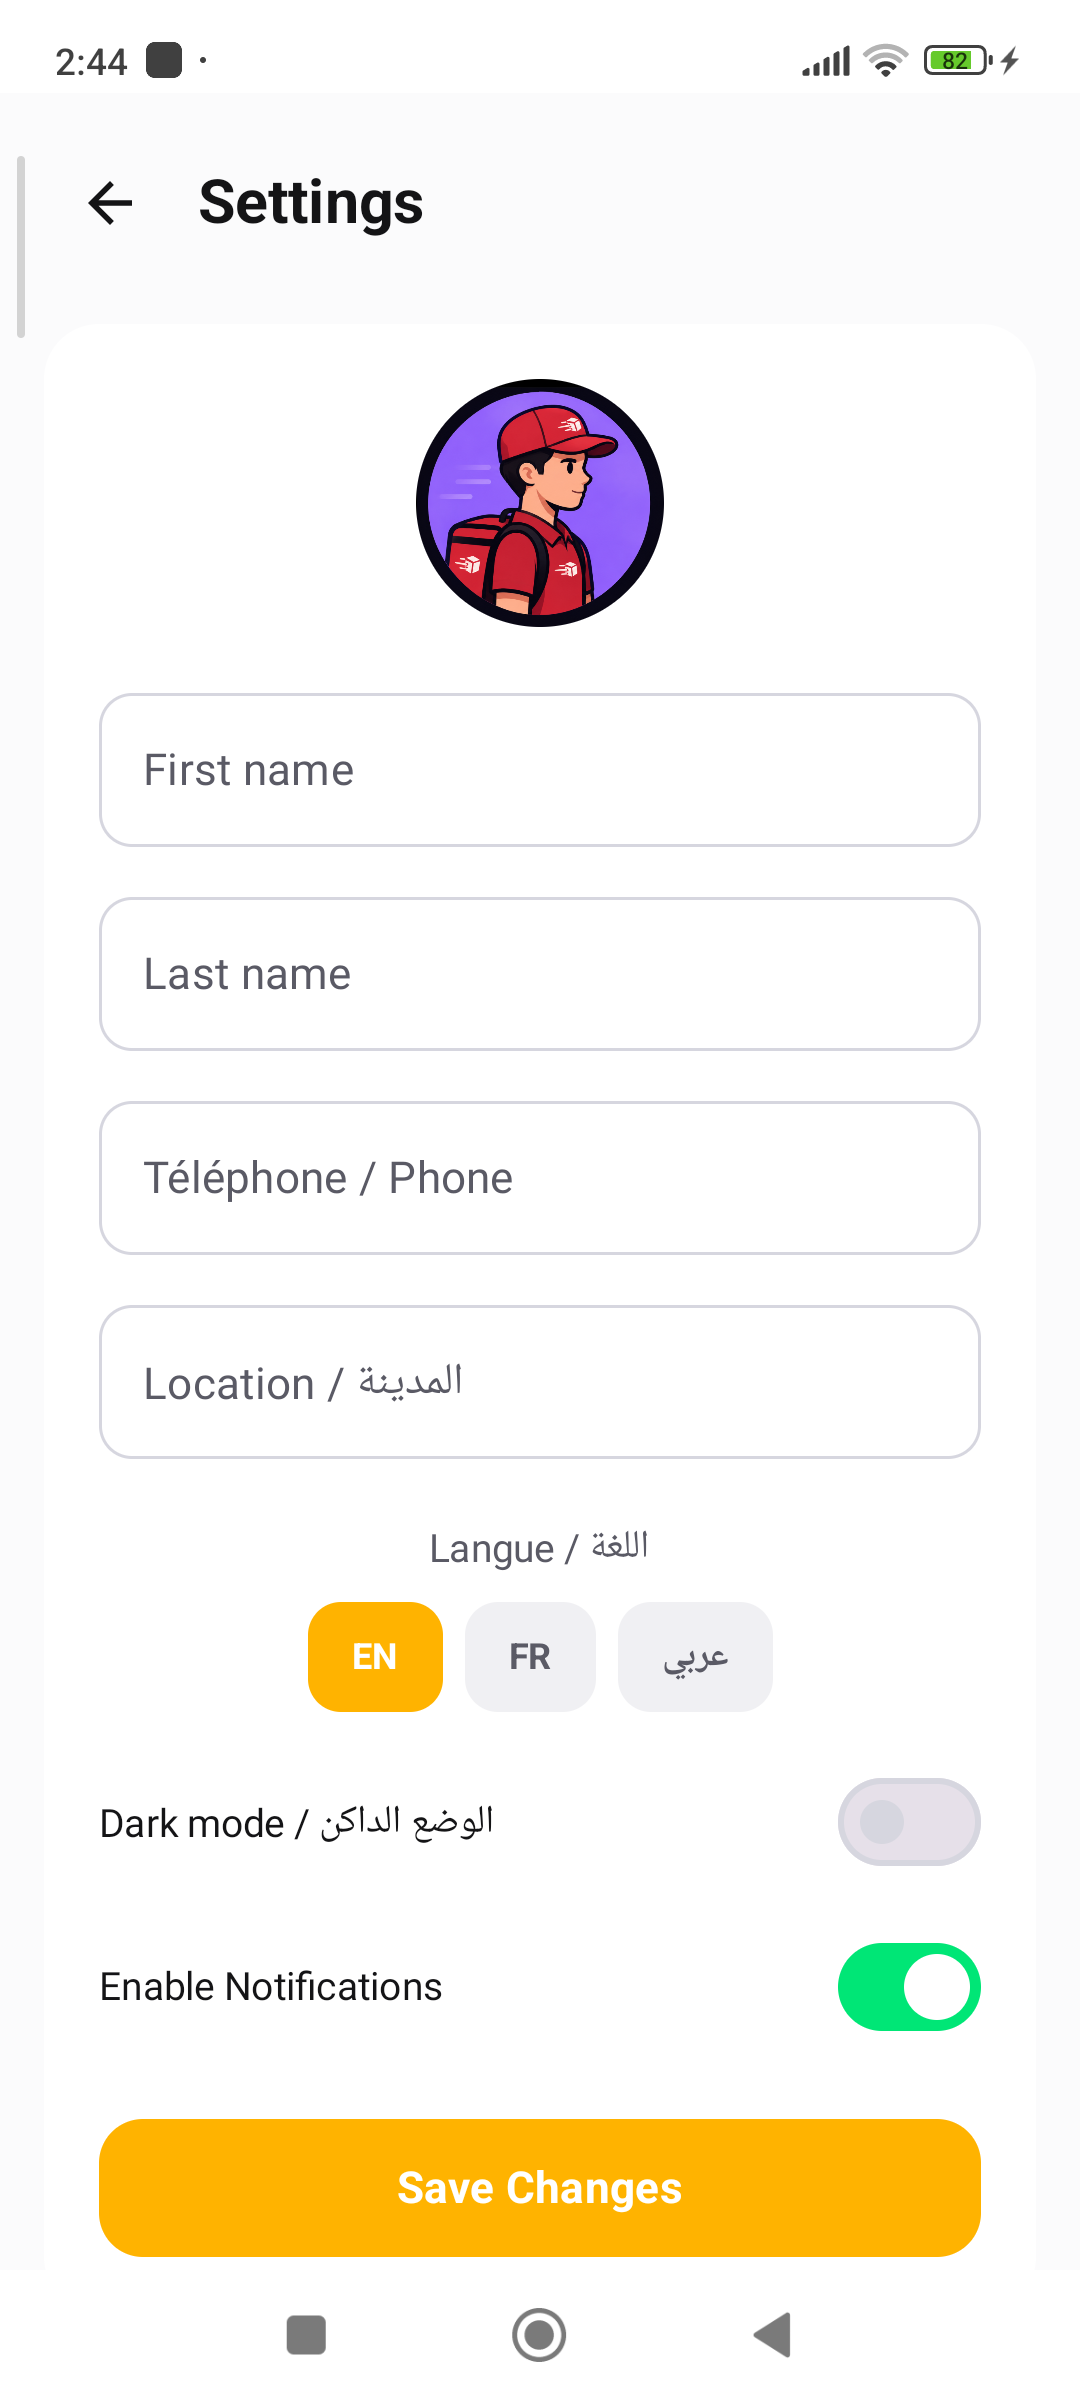 2:44
82
Settings
First name
Last name
Téléphone / Phone
Location / المدينة
Langue / اللغة
EN
FR
عربي
Dark mode / الوضع الداكن
Enable Notifications
Save Changes